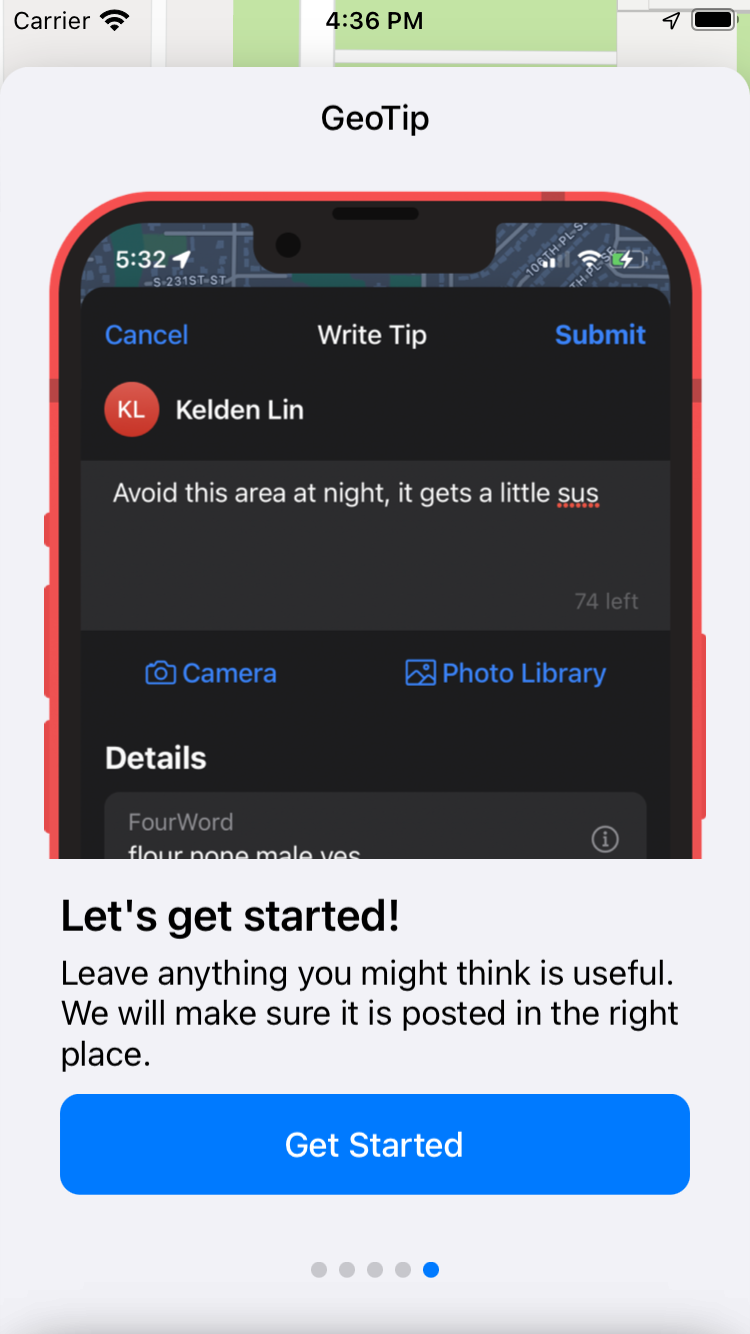 Carrier 4:36 PM
GeoTip
5:32
S 231ST ST
Cancel Write Tip Submit
KL Kelden Lin
Avoid this area at night, it gets a little sus
74 left
Camera Photo Library
Details
FourWord
flour none male yes
Let's get started!
Leave anything you might think is useful.
We will make sure it is posted in the right
place.
Get Started